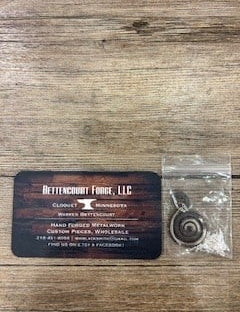 Bettencourt Forge, LLC
Cloquet Minnesota
Warren Bettencourt
Hand Forged Metalwork
Custom Pieces, Wholesale
Find us on Etsy & Facebook!